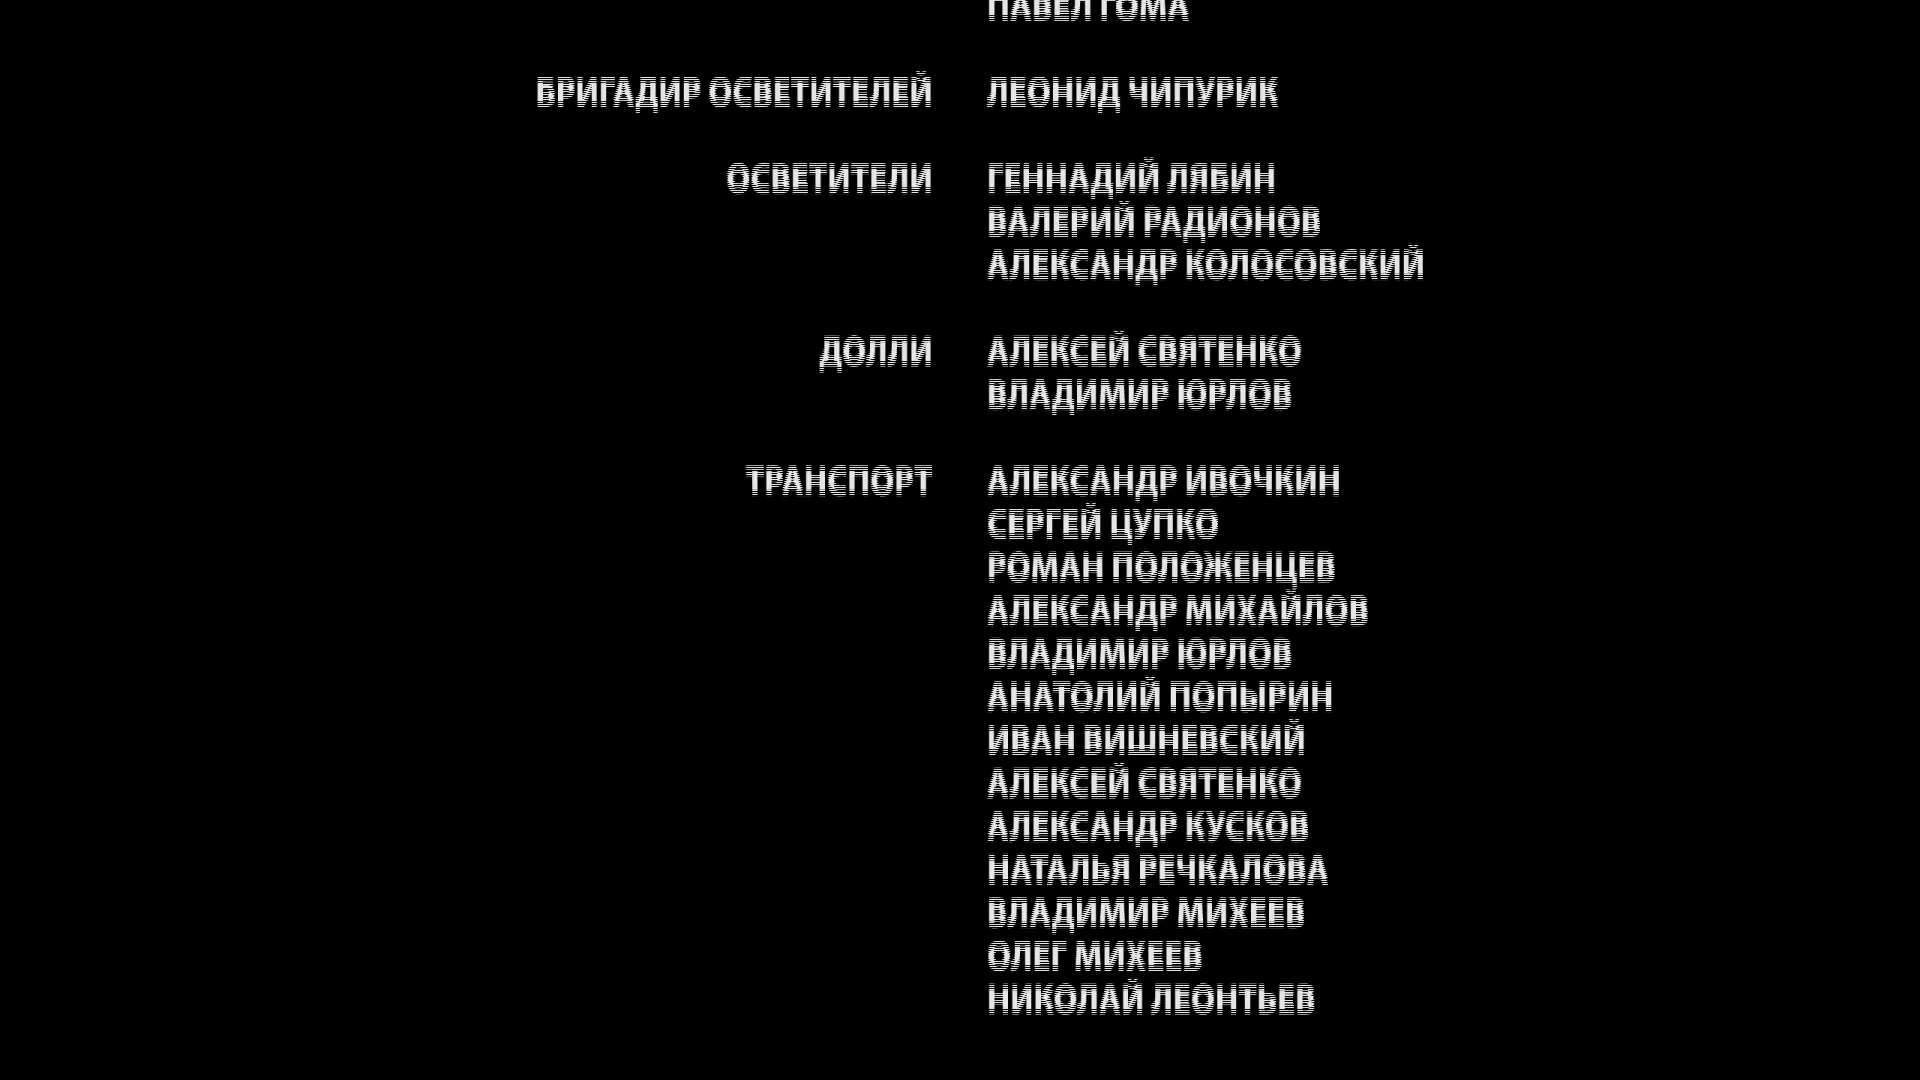 ПАВЕЛ ГОМА
БРИГАДИР ОСВЕТИТЕЛЕЙ ЛЕОНИД ЧИПУРИК
ОСВЕТИТЕЛИ ГЕННАДИЙ ЛЯБИН
ВАЛЕРИЙ РАДИОНОВ
АЛЕКСАНДР КОЛОСОВСКИЙ
ДОЛЛИ АЛЕКСЕЙ СВЯТЕНКО
ВЛАДИМИР ЮРЛОВ
ТРАНСПОРТ АЛЕКСАНДР ИВОЧКИН
СЕРГЕЙ ЦУПКО
РОМАН ПОЛОЖЕНЦЕВ
АЛЕКСАНДР МИХАЙЛОВ
ВЛАДИМИР ЮРЛОВ
АНАТОЛИЙ ПОПЫРИН
ИВАН ВИШНЕВСКИЙ
АЛЕКСЕЙ СВЯТЕНКО
АЛЕКСАНДР КУСКОВ
НАТАЛЬЯ РЕЧКАЛОВА
ВЛАДИМИР МИХЕЕВ
ОЛЕГ МИХЕЕВ
НИКОЛАЙ ЛЕОНТЬЕВ